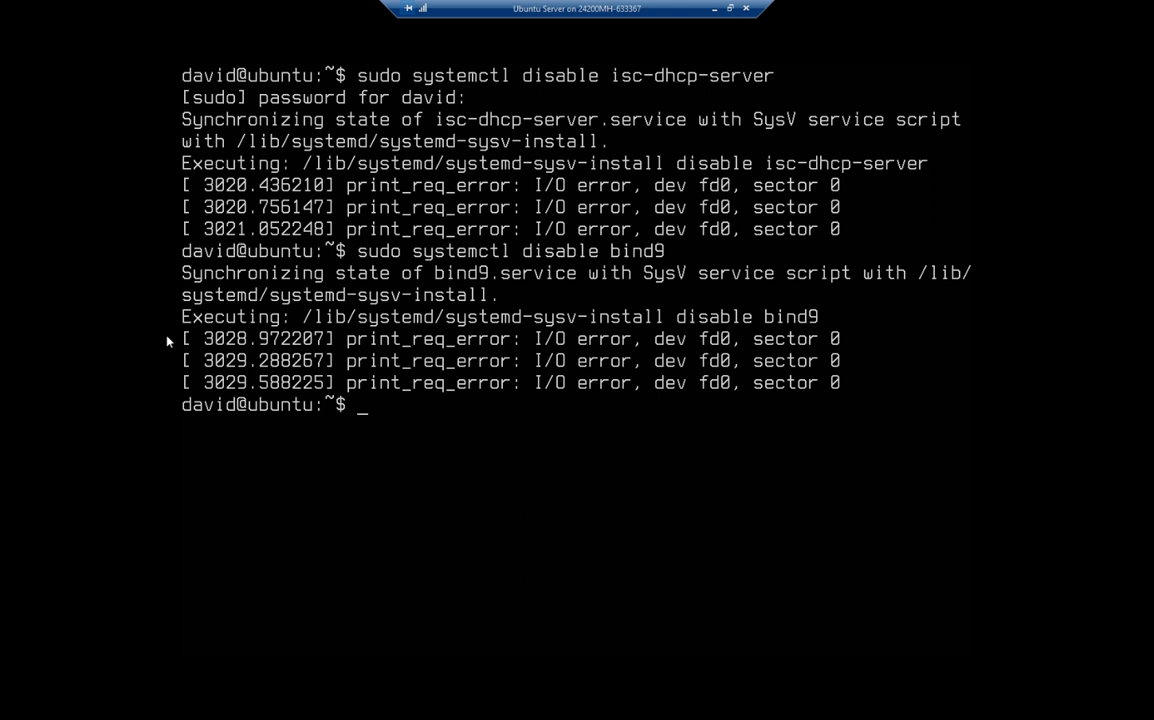 Ubuntu Server on 24200MH-633367
david@ubuntu:~$ sudo systemctl disable isc-dhcp-server
[sudo] password for david:
Synchronizing state of isc-dhcp-server.service with SysV service script
with /lib/systemd/systemd-sysv-install.
Executing: /lib/systemd/systemd-sysv-install disable isc-dhcp-server
[ 3020.436210] print_req_error: I/O error, dev fd0, sector 0
[ 3020.756147] print_req_error: I/O error, dev fd0, sector 0
[ 3021.052248] print_req_error: I/O error, dev fd0, sector 0
david@ubuntu:~$ sudo systemctl disable bind9
Synchronizing state of bind9.service with SysV service script with /lib/
systemd/systemd-sysv-install.
Executing: /lib/systemd/systemd-sysv-install disable bind9
[ 3028.972207] print_req_error: I/O error, dev fd0, sector 0
[ 3029.288267] print_req_error: I/O error, dev fd0, sector 0
[ 3029.588225] print_req_error: I/O error, dev fd0, sector 0
david@ubuntu:~$ _